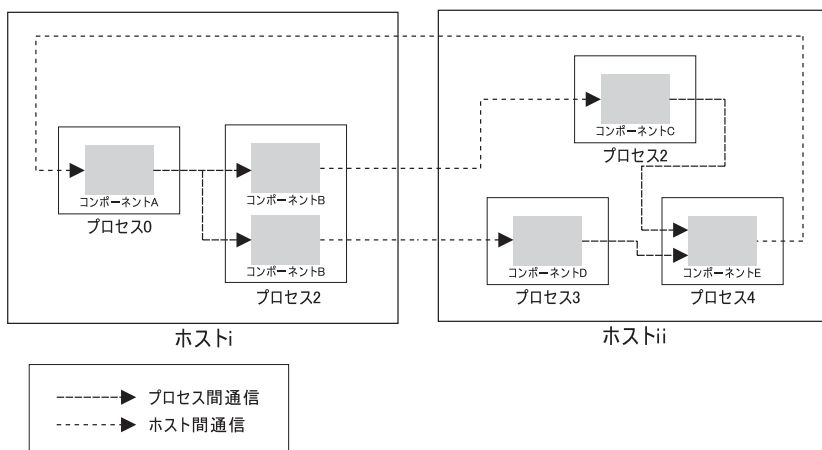 コンポーネントA
プロセス0
コンポーネントB
コンポーネントB
プロセス2
ホストi
コンポーネントC
プロセス2
コンポーネントD
プロセス3
コンポーネントE
プロセス4
ホストii
プロセス間通信
ホスト間通信